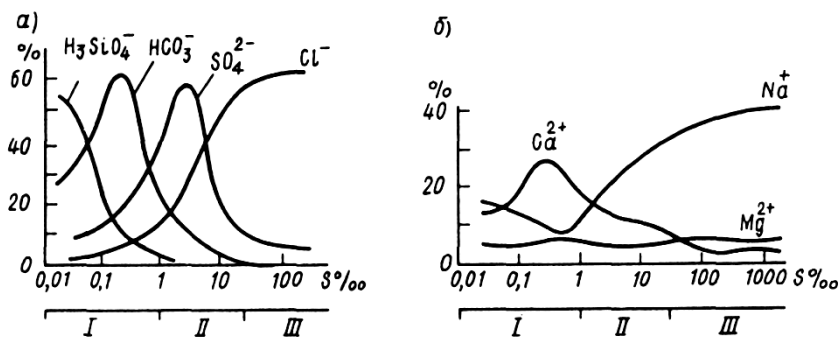 а)
%
H₃SiO₄⁻ HCO₃⁻ SO₄²⁻ Cl⁻
60
40
20
0
0,01 0,1 1 10 100 S‰
I II III
б)
%
Na⁺
Ca²⁺
Mg²⁺
40
20
0
0,01 0,1 1 10 100 1000 S‰
I II III